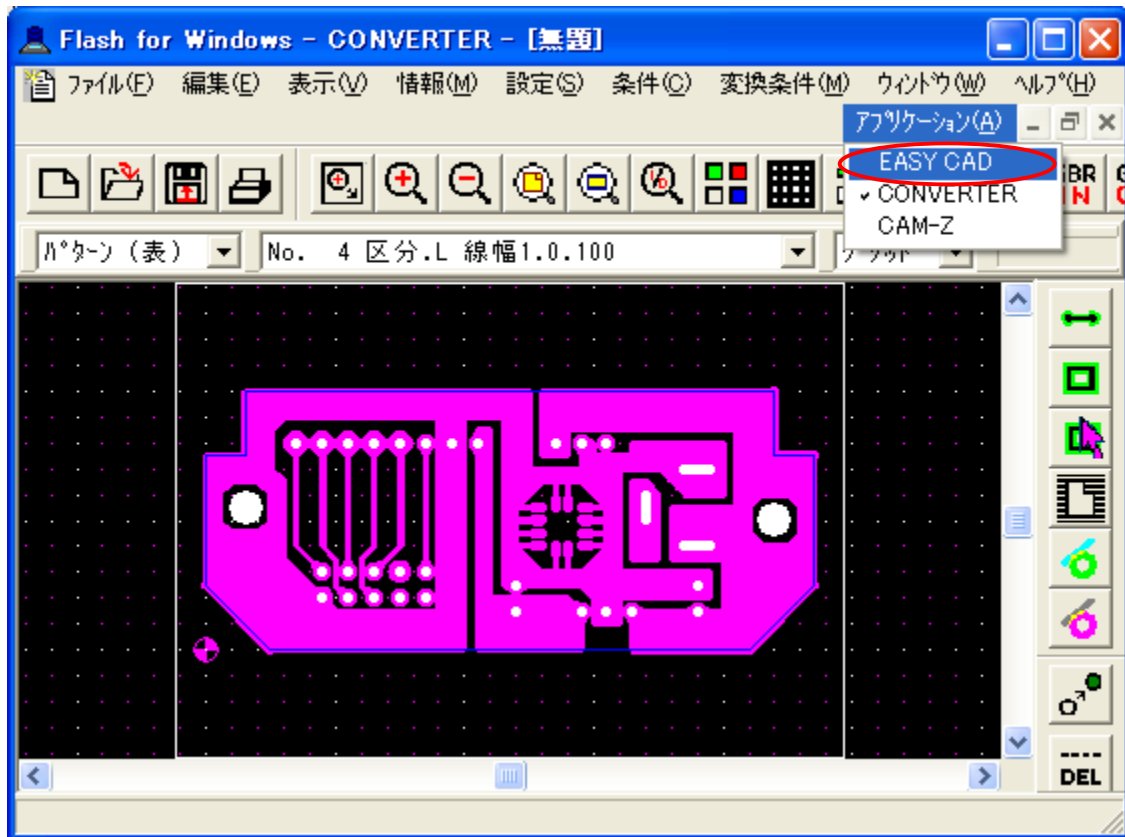 Flash for Windows - CONVERTER - [無題]
ファイル(F) 編集(E) 表示(V) 情報(M) 設定(S) 条件(C) 変換条件(M) ウィンドウ(W) ヘルプ(H)
アプリケーション(A)
EASY CAD
✓ CONVERTER
CAM-Z
BR
IN
パターン (表) No. 4 区分.L 線幅1.0.100
DEL